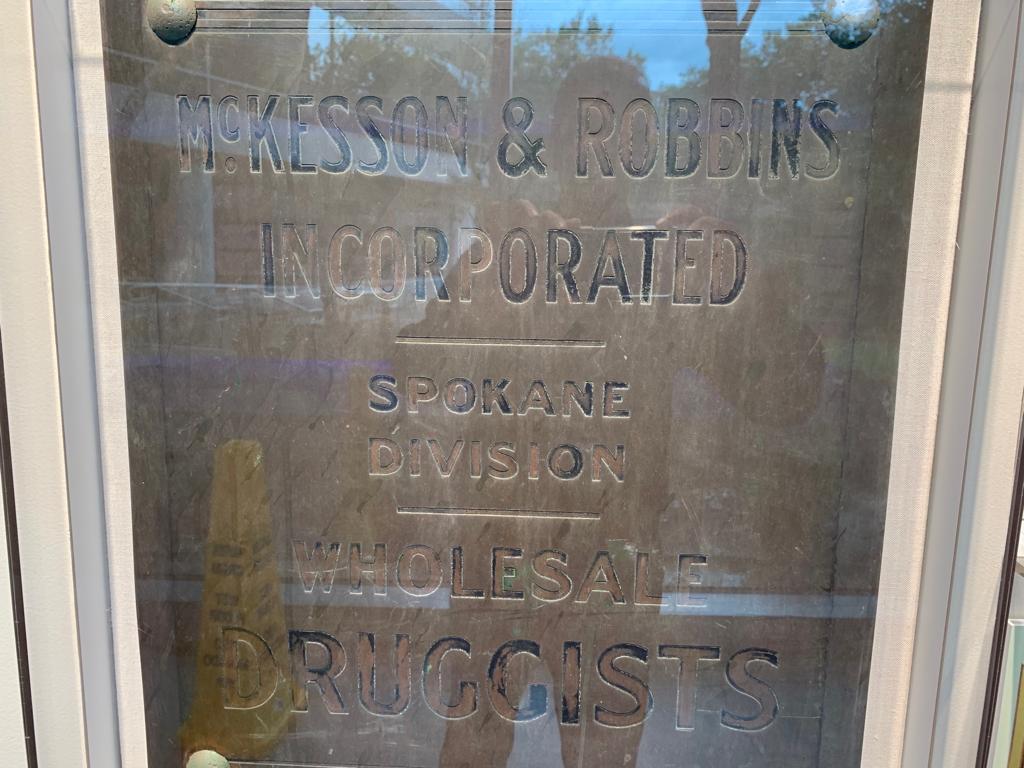 McKESSON & ROBBINS
INCORPORATED
SPOKANE
DIVISION
WHOLESALE
DRUGGISTS